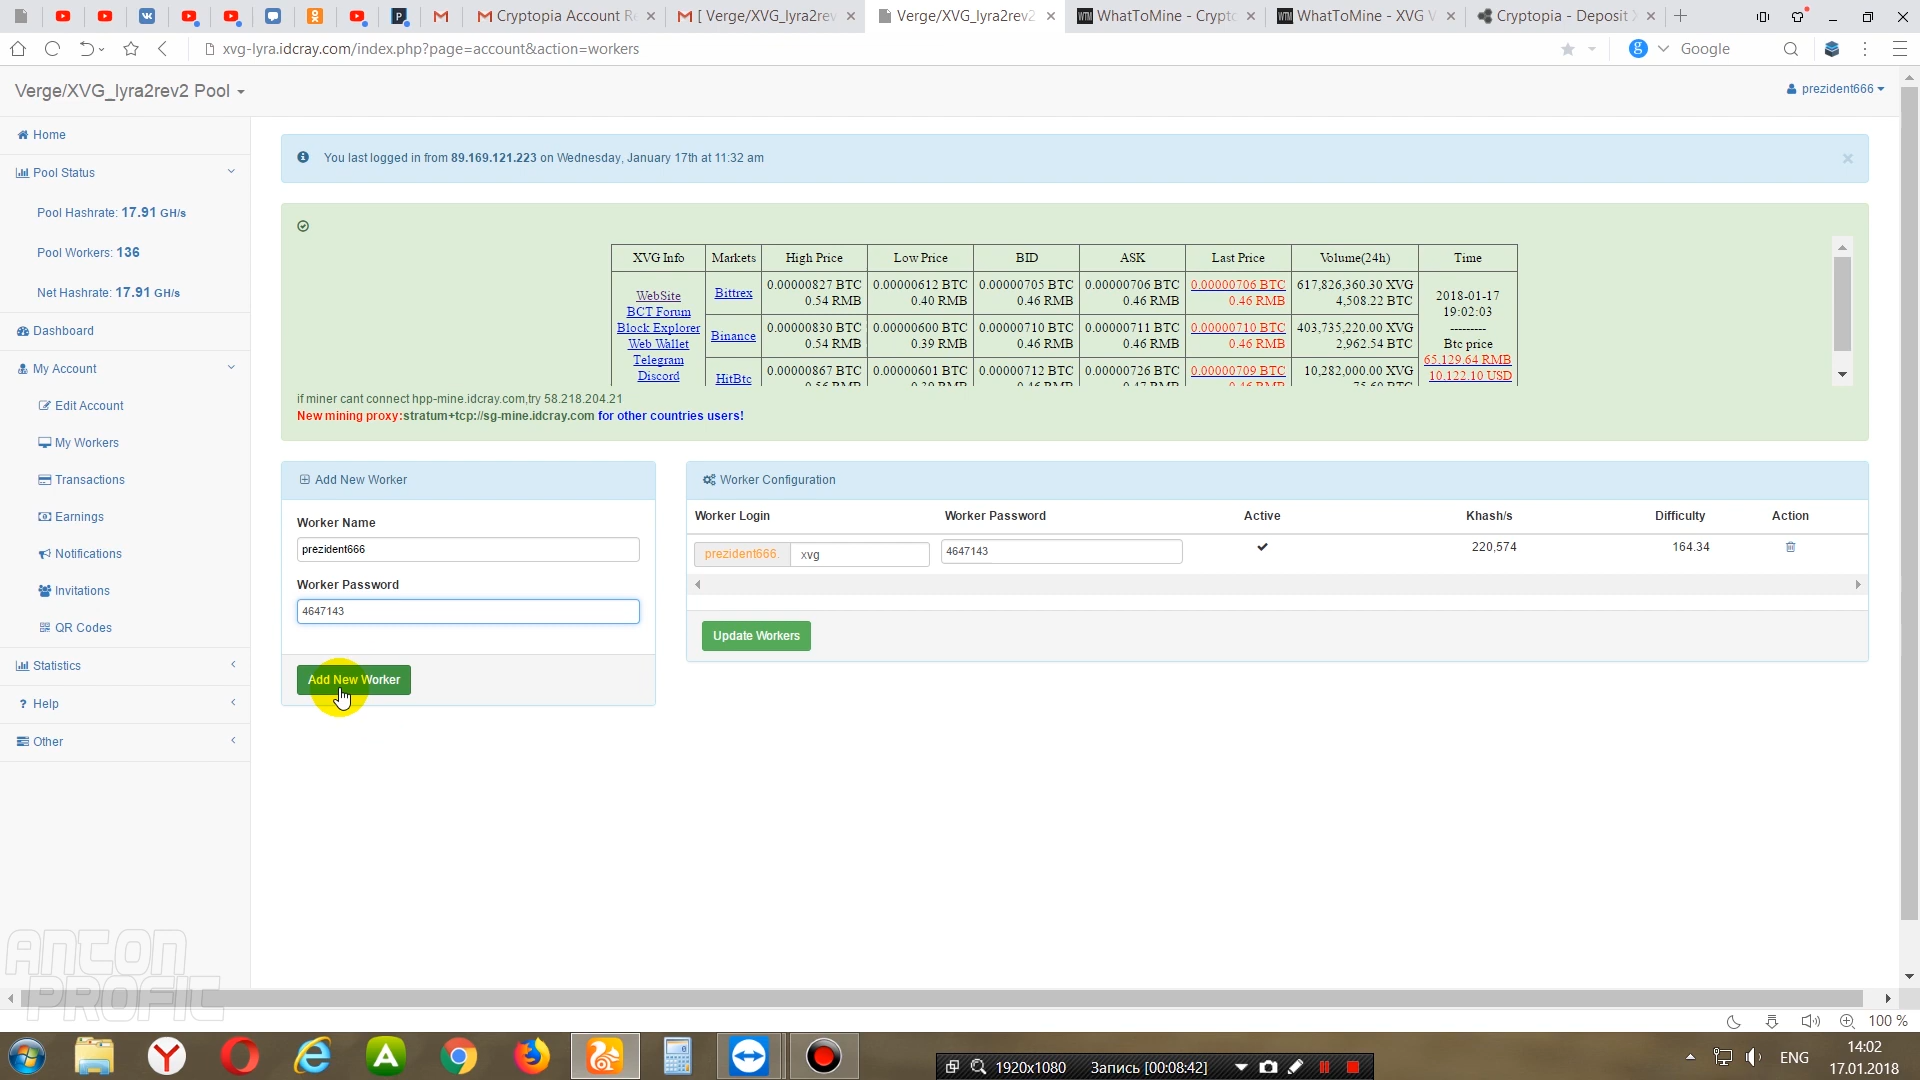 Cryptopia Account Re
[ Verge/XVG_lyra2rev
Verge/XVG_lyra2rev2
WhatToMine - Crypto
WhatToMine - XVG V
Cryptopia - Deposit X
xvg-lyra.idcray.com/index.php?page=account&action=workers
Google
Verge/XVG_lyra2rev2 Pool
prezident666
Home
Pool Status
Pool Hashrate: 17.91 GH/s
Pool Workers: 136
Net Hashrate: 17.91 GH/s
Dashboard
My Account
Edit Account
My Workers
Transactions
Earnings
Notifications
Invitations
QR Codes
Statistics
Help
Other
You last logged in from 89.169.121.223 on Wednesday, January 17th at 11:32 am
XVG Info Markets High Price Low Price BID ASK Last Price Volume(24h) Time
WebSite
BCT Forum
Block Explorer
Web Wallet
Telegram
Discord
Bittrex 0.00000827 BTC 0.00000612 BTC 0.00000705 BTC 0.00000706 BTC 0.00000706 BTC 617,826,360.30 XVG
0.54 RMB 0.40 RMB 0.46 RMB 0.46 RMB 0.46 RMB 4,508.22 BTC
Binance 0.00000830 BTC 0.00000600 BTC 0.00000710 BTC 0.00000711 BTC 0.00000710 BTC 403,735,220.00 XVG
0.54 RMB 0.39 RMB 0.46 RMB 0.46 RMB 0.46 RMB 2,962.54 BTC
HitBtc 0.00000867 BTC 0.00000601 BTC 0.00000712 BTC 0.00000726 BTC 0.00000709 BTC 10,282,000.00 XVG
2018-01-17
19:02:03
---------
Btc price
65,129.64 RMB
10,122.10 USD
if miner cant connect hpp-mine.idcray.com,try 58.218.204.21
New mining proxy:stratum+tcp://sg-mine.idcray.com for other countries users!
Add New Worker
Worker Name
prezident666
Worker Password
4647143
Add New Worker
Worker Configuration
Worker Login Worker Password Active Khash/s Difficulty Action
prezident666. xvg 4647143 220,574 164.34
Update Workers
ANTON
PROFIT
100 %
1920x1080 Запись [00:08:42]
ENG
14:02
17.01.2018